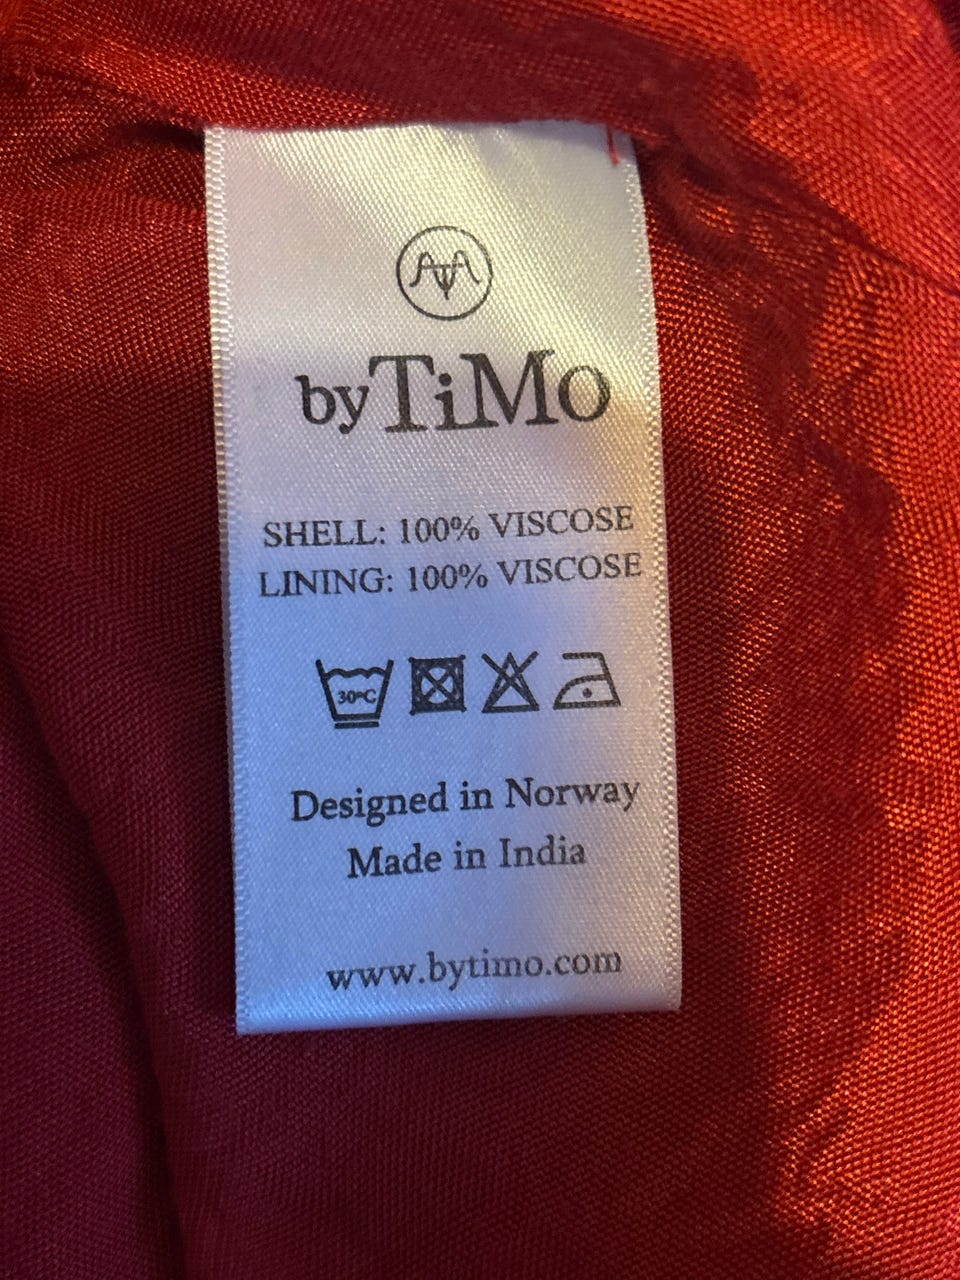 byTiMo
SHELL: 100% VISCOSE
LINING: 100% VISCOSE
30°C
Designed in Norway
Made in India
www.bytimo.com